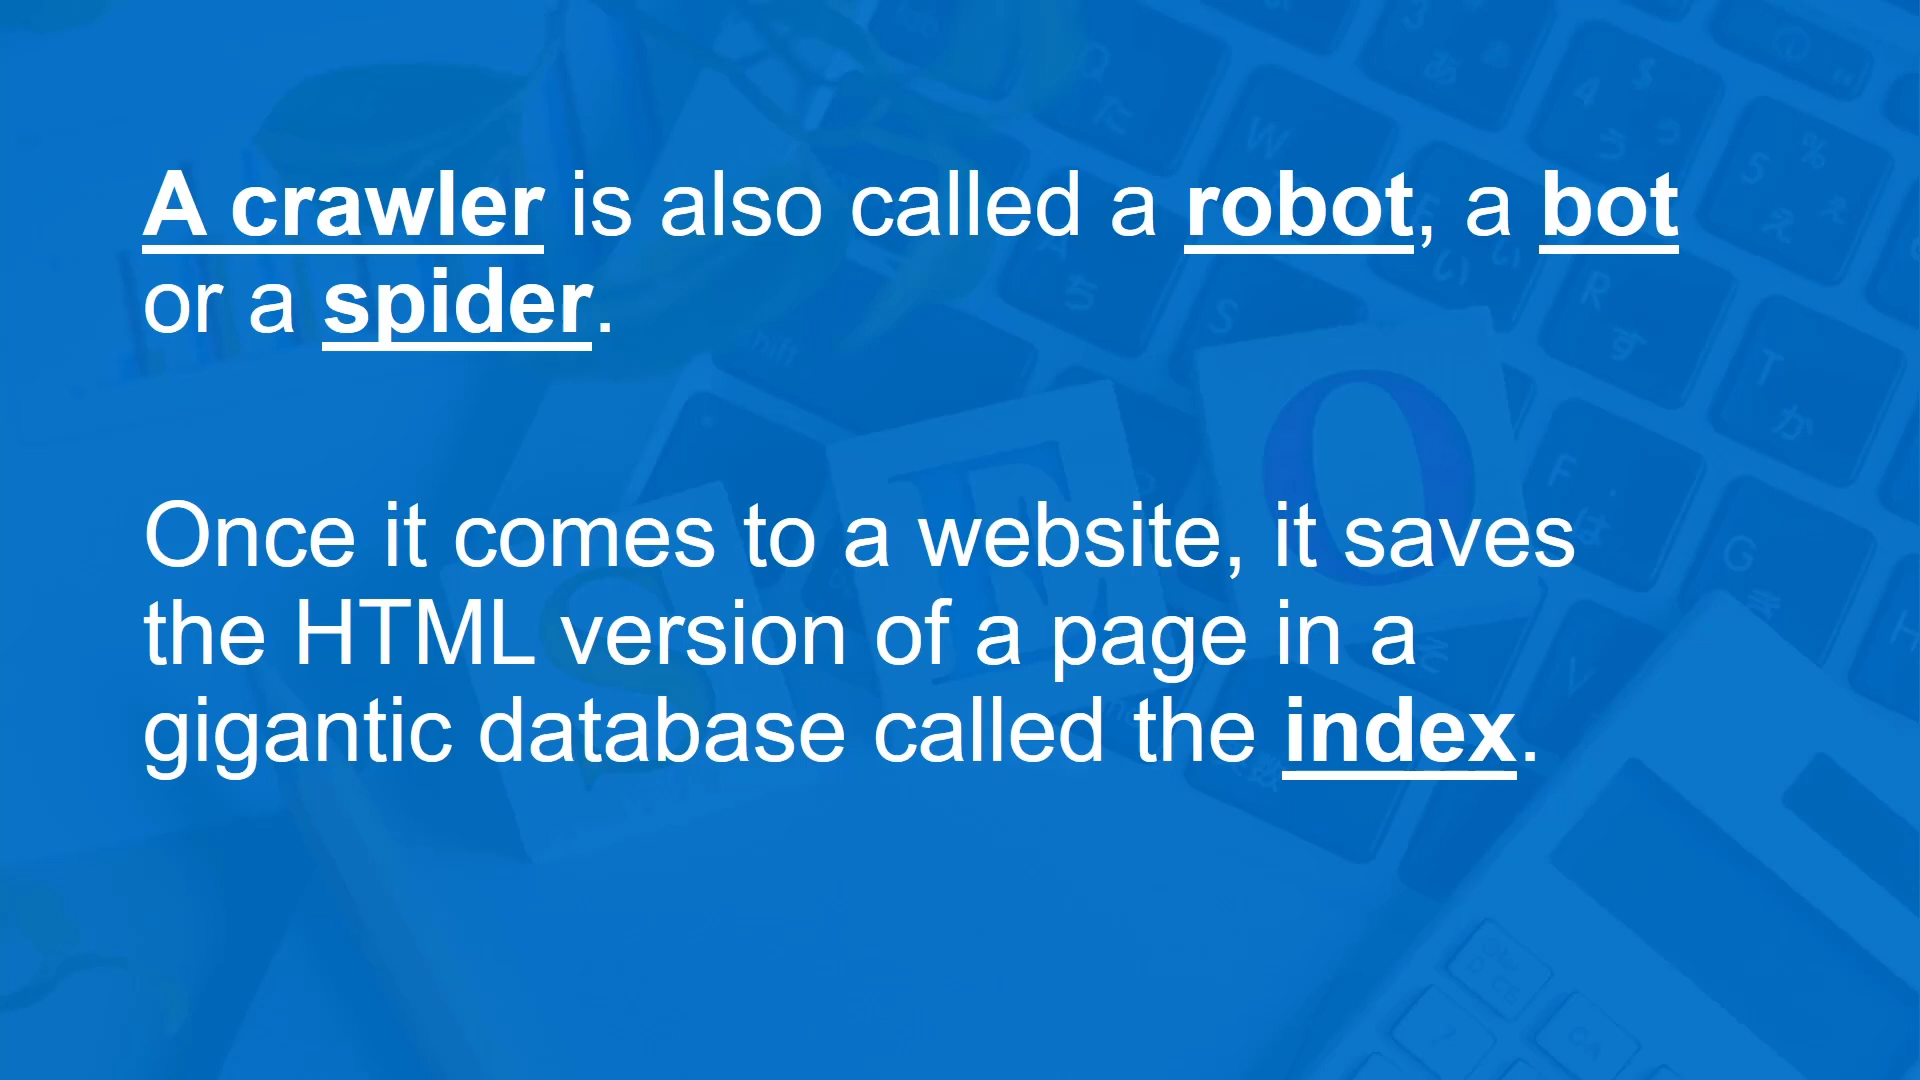 A crawler is also called a robot, a bot
or a spider.
Once it comes to a website, it saves
the HTML version of a page in a
gigantic database called the index.
S E O